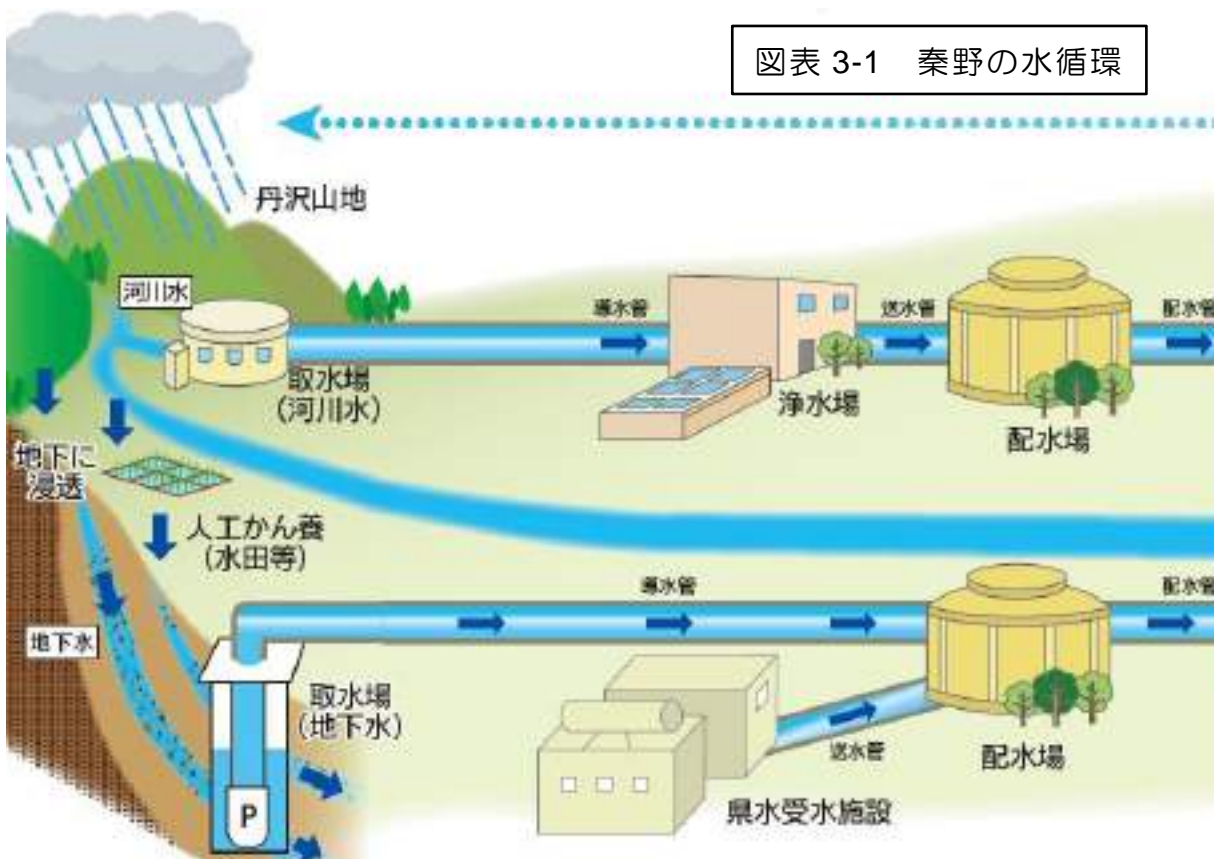 図表 3-1　秦野の水循環
丹沢山地
河川水
導水管
送水管
配水管
取水場
（河川水）
浄水場
配水場
地下に
浸透
人工かん養
（水田等）
導水管
配水管
地下水
取水場
（地下水）
送水管
配水場
県水受水施設
P